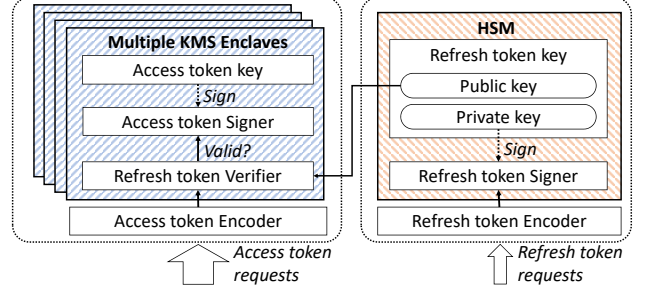 Multiple KMS Enclaves
Access token key
Sign
Access token Signer
Valid?
Refresh token Verifier
Access token Encoder
Access token
requests
HSM
Refresh token key
Public key
Private key
Sign
Refresh token Signer
Refresh token Encoder
Refresh token
requests